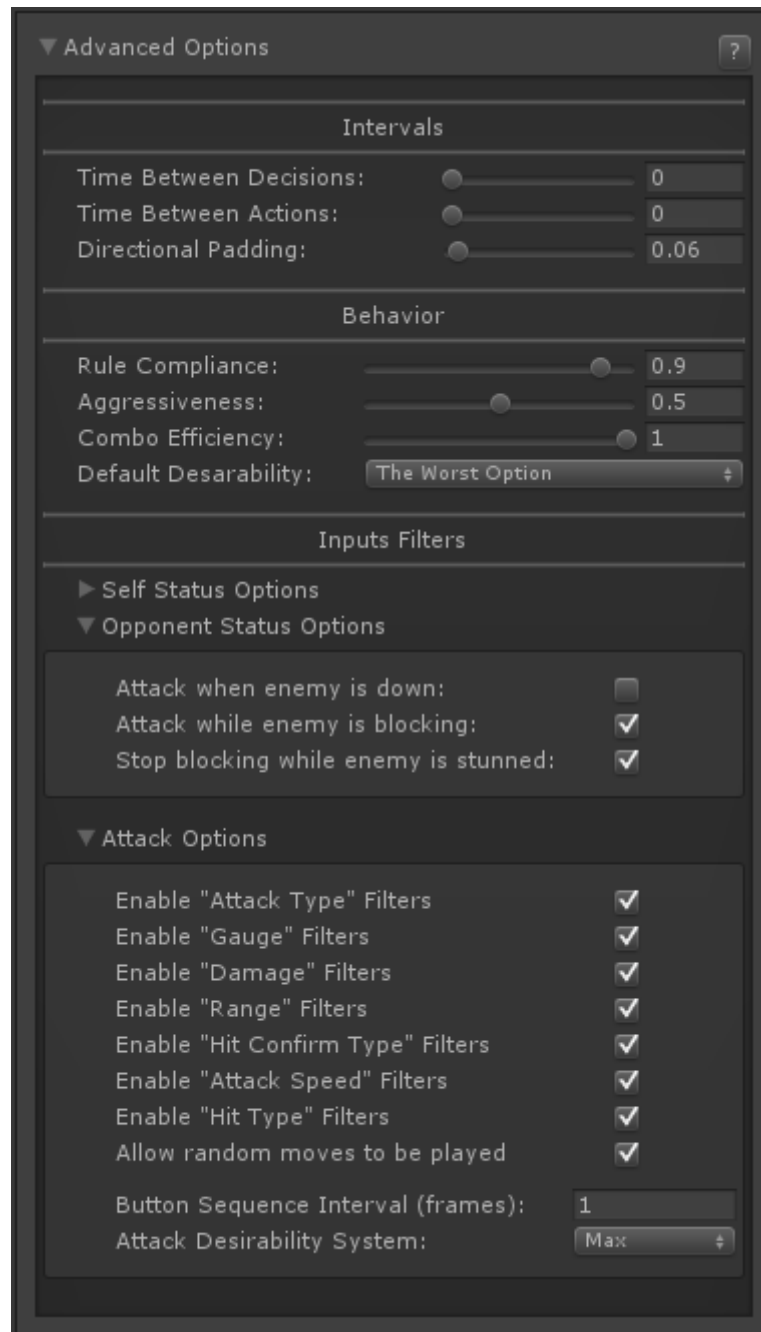 Advanced Options ?
Intervals
Time Between Decisions: 0
Time Between Actions: 0
Directional Padding: 0.06
Behavior
Rule Compliance: 0.9
Aggressiveness: 0.5
Combo Efficiency: 1
Default Desarability: The Worst Option
Inputs Filters
Self Status Options
Opponent Status Options
Attack when enemy is down:
Attack while enemy is blocking:
Stop blocking while enemy is stunned:
Attack Options
Enable "Attack Type" Filters
Enable "Gauge" Filters
Enable "Damage" Filters
Enable "Range" Filters
Enable "Hit Confirm Type" Filters
Enable "Attack Speed" Filters
Enable "Hit Type" Filters
Allow random moves to be played
Button Sequence Interval (frames): 1
Attack Desirability System: Max